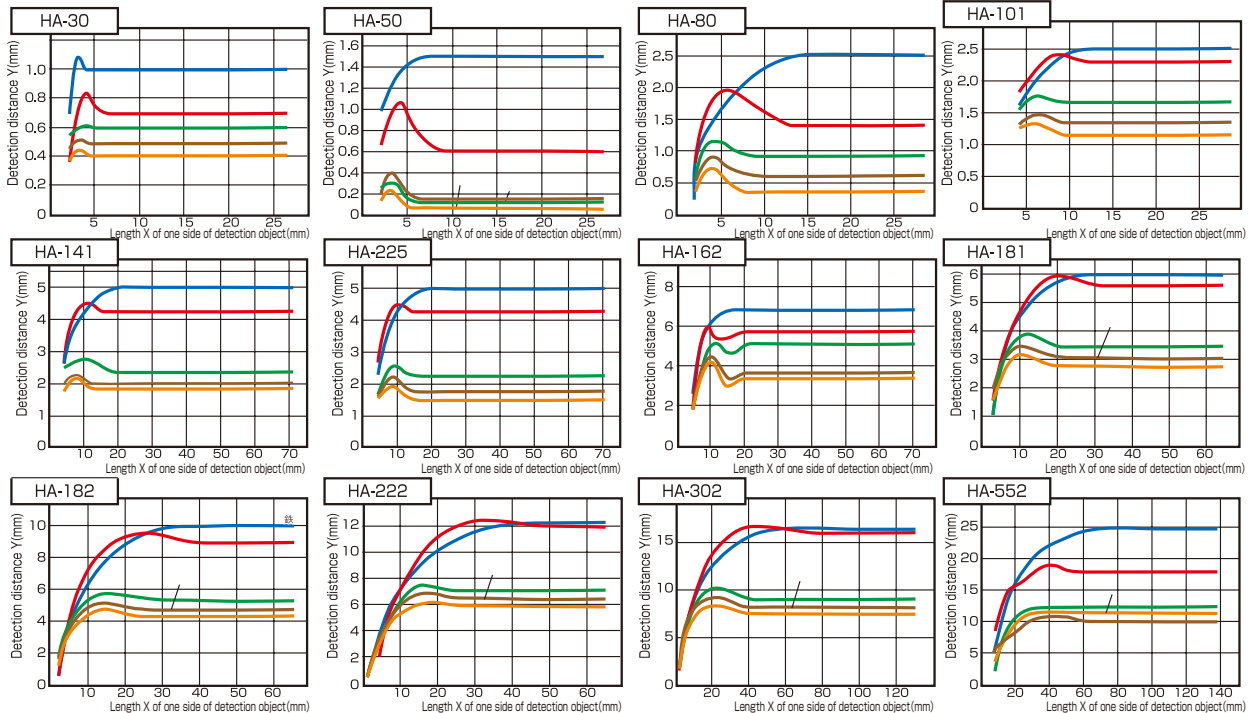 HA-30
Detection distance Y(mm)
1.0
0.8
0.6
0.4
0.2
0
5 10 15 20 25
Length X of one side of detection object(mm)
HA-50
Detection distance Y(mm)
1.6
1.4
1.2
1.0
0.8
0.6
0.4
0.2
0
5 10 15 20 25
Length X of one side of detection object(mm)
HA-80
Detection distance Y(mm)
2.5
2.0
1.5
1.0
0.5
0
5 10 15 20 25
Length X of one side of detection object(mm)
HA-101
Detection distance Y(mm)
2.5
2.0
1.5
1.0
0.5
0
5 10 15 20 25
Length X of one side of detection object(mm)
HA-141
Detection distance Y(mm)
5
4
3
2
1
0
10 20 30 40 50 60 70
Length X of one side of detection object(mm)
HA-225
Detection distance Y(mm)
5
4
3
2
1
0
10 20 30 40 50 60 70
Length X of one side of detection object(mm)
HA-162
Detection distance Y(mm)
8
6
4
2
0
10 20 30 40 50 60 70
Length X of one side of detection object(mm)
HA-181
Detection distance Y(mm)
6
5
4
3
2
1
0
10 20 30 40 50 60
Length X of one side of detection object(mm)
HA-182
Detection distance Y(mm)
鉄
10
8
6
4
2
0
10 20 30 40 50 60
Length X of one side of detection object(mm)
HA-222
Detection distance Y(mm)
12
10
8
6
4
2
0
10 20 30 40 50 60
Length X of one side of detection object(mm)
HA-302
Detection distance Y(mm)
15
10
5
0
20 40 60 80 100 120
Length X of one side of detection object(mm)
HA-552
Detection distance Y(mm)
25
20
15
10
5
0
20 40 60 80 100 120 140
Length X of one side of detection object(mm)